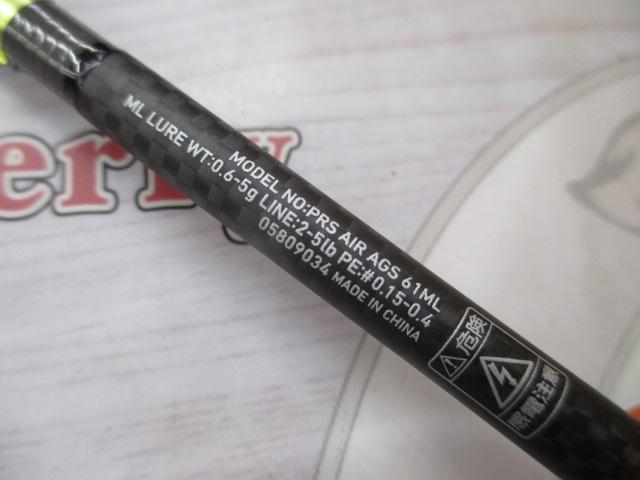 MODEL NO:PRS AIR AGS 61ML
ML LURE WT:0.6-5g LINE:2-5lb PE:#0.15-0.4
05809034 MADE IN CHINA
危険
感電注意
erry